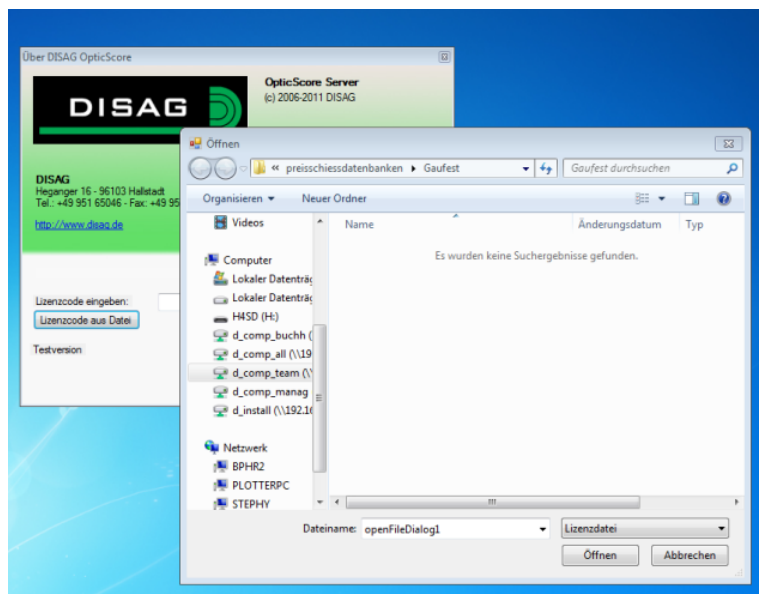 Über DISAG OpticScore
DISAG
OpticScore Server
(c) 2006-2011 DISAG
DISAG
Heganger 16 - 96103 Hallstadt
Tel.: +49 951 65046 - Fax: +49 95
http://www.disag.de
Lizenzcode eingeben:
Lizenzcode aus Datei
Testversion
Öffnen
« preisschiessdatenbanken Gaufest
Gaufest durchsuchen
Organisieren Neuer Ordner
Name Änderungsdatum Typ
Es wurden keine Suchergebnisse gefunden.
Videos
Computer
Lokaler Datenträg
Lokaler Datenträg
H4SD (H:)
d_comp_buchh (
d_comp_all (\\19
d_comp_team (\\
d_comp_manag
d_install (\\192.16
Netzwerk
BPHR2
PLOTTERPC
STEPHY
Dateiname: openFileDialog1 Lizenzdatei
Öffnen Abbrechen